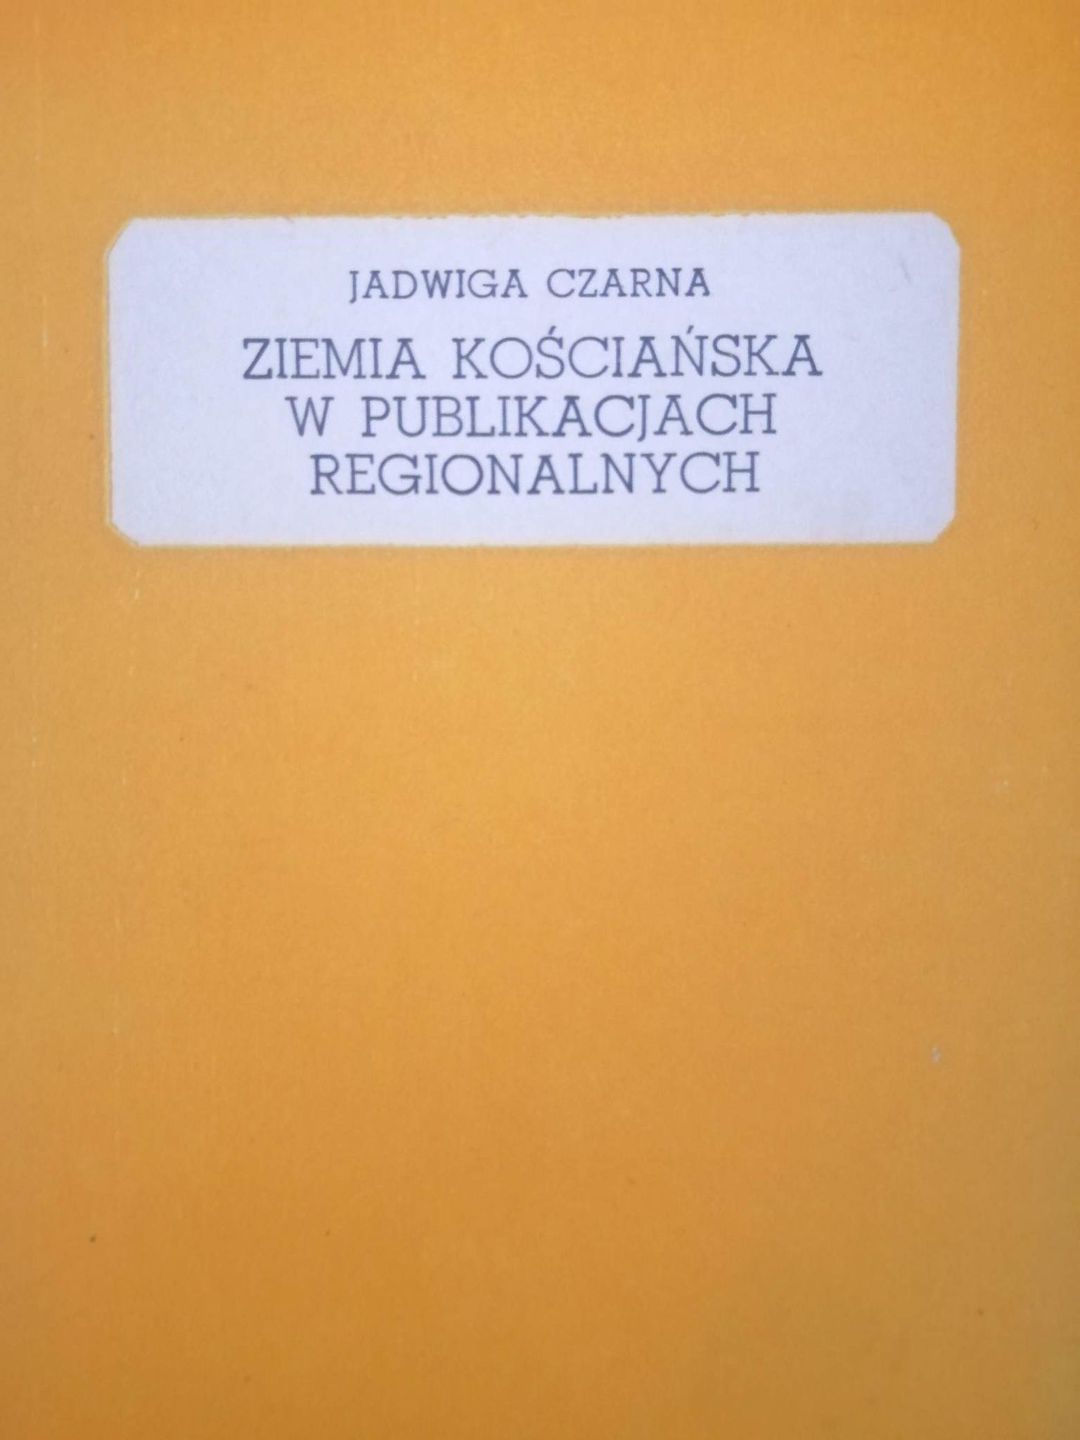 JADWIGA CZARNA
ZIEMIA KOŚCIAŃSKA
W PUBLIKACJACH
REGIONALNYCH